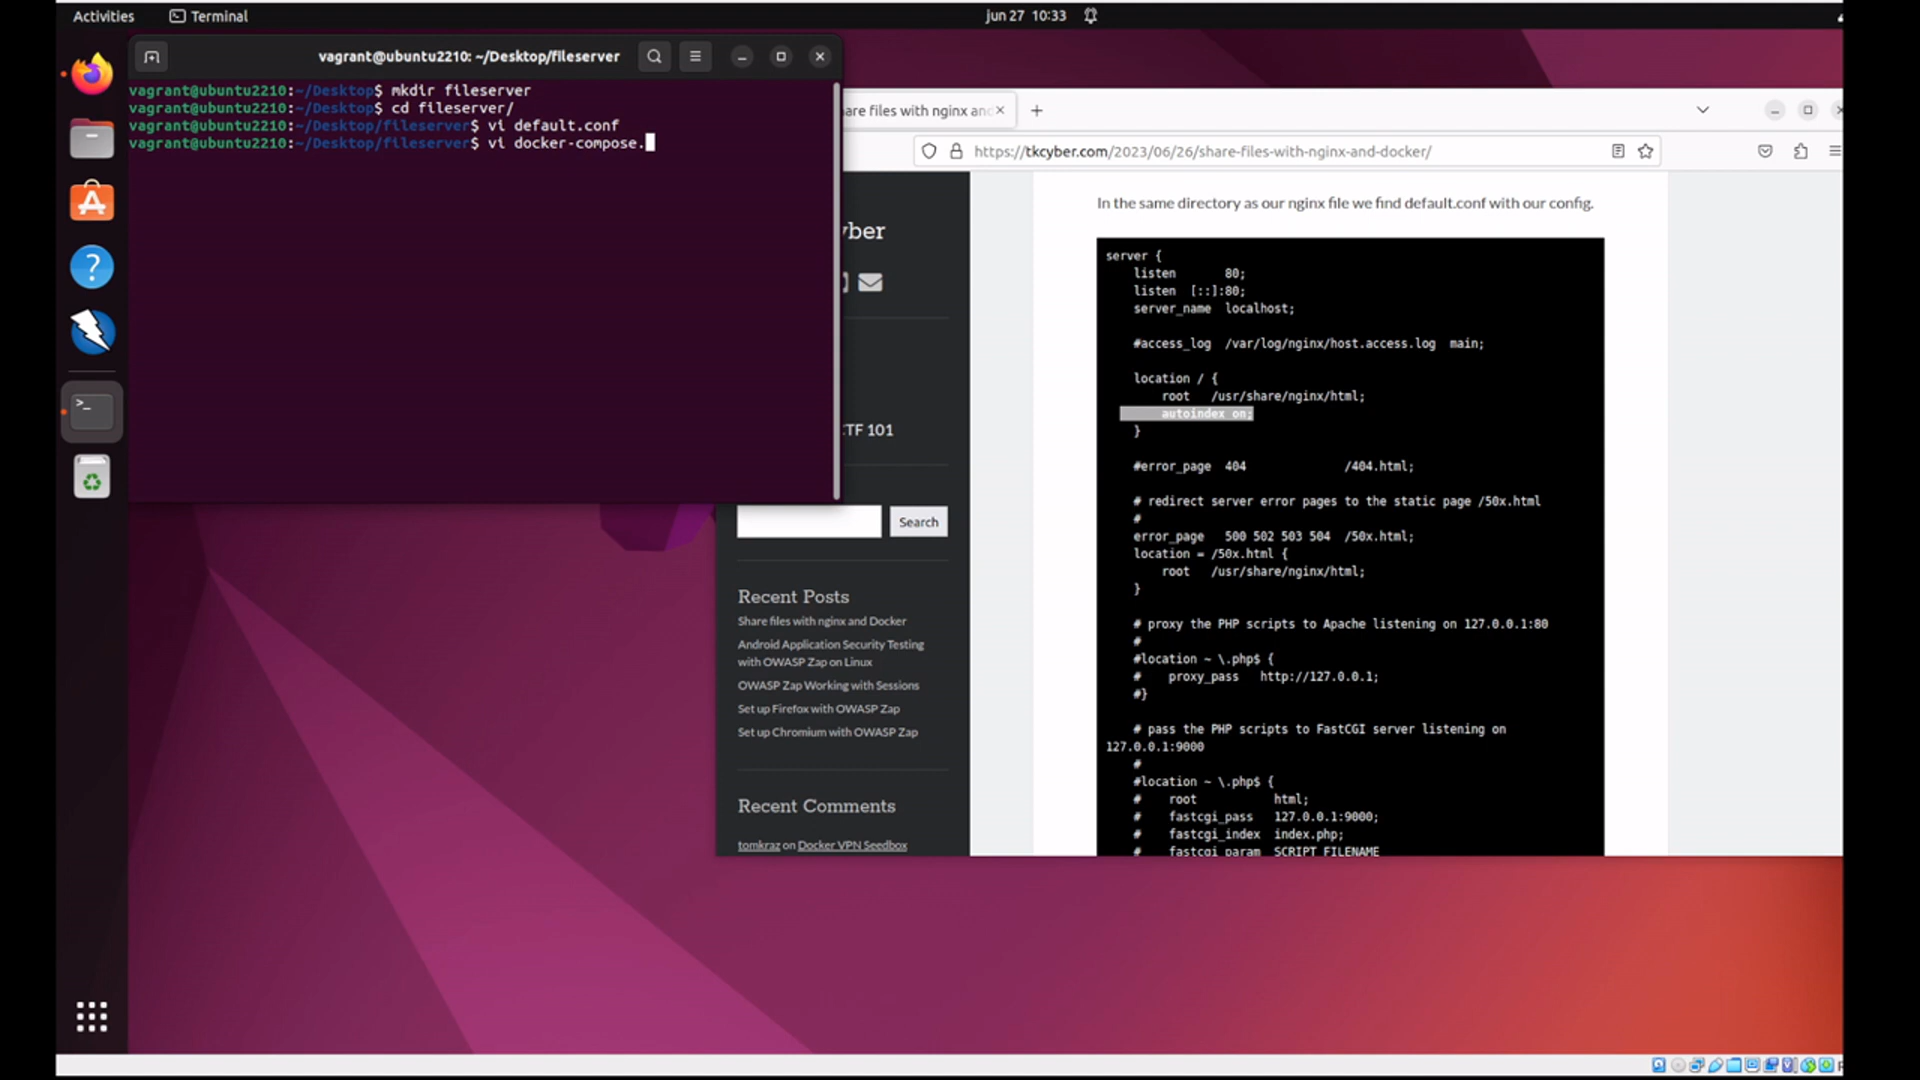 Activities
Terminal
Jun 27 10:33
vagrant@ubuntu2210: ~/Desktop/fileserver
vagrant@ubuntu2210:~/Desktop$ mkdir fileserver
vagrant@ubuntu2210:~/Desktop$ cd fileserver/
vagrant@ubuntu2210:~/Desktop/fileserver$ vi default.conf
vagrant@ubuntu2210:~/Desktop/fileserver$ vi docker-compose.
are files with nginx and
https://tkcyber.com/2023/06/26/share-files-with-nginx-and-docker/
yber
CTF 101
Search
Recent Posts
Share files with nginx and Docker
Android Application Security Testing
with OWASP Zap on Linux
OWASP Zap Working with Sessions
Set up Firefox with OWASP Zap
Set up Chromium with OWASP Zap
Recent Comments
tomkraz on Docker VPN Seedbox
In the same directory as our nginx file we find default.conf with our config.
server {
listen 80;
listen [::]:80;
server_name localhost;
#access_log /var/log/nginx/host.access.log main;
location / {
root /usr/share/nginx/html;
autoindex on;
}
#error_page 404 /404.html;
# redirect server error pages to the static page /50x.html
#
error_page 500 502 503 504 /50x.html;
location = /50x.html {
root /usr/share/nginx/html;
}
# proxy the PHP scripts to Apache listening on 127.0.0.1:80
#
#location ~ \.php$ {
# proxy_pass http://127.0.0.1;
#}
# pass the PHP scripts to FastCGI server listening on
127.0.0.1:9000
#
#location ~ \.php$ {
# root html;
# fastcgi_pass 127.0.0.1:9000;
# fastcgi_index index.php;
# fastcgi_param SCRIPT_FILENAME